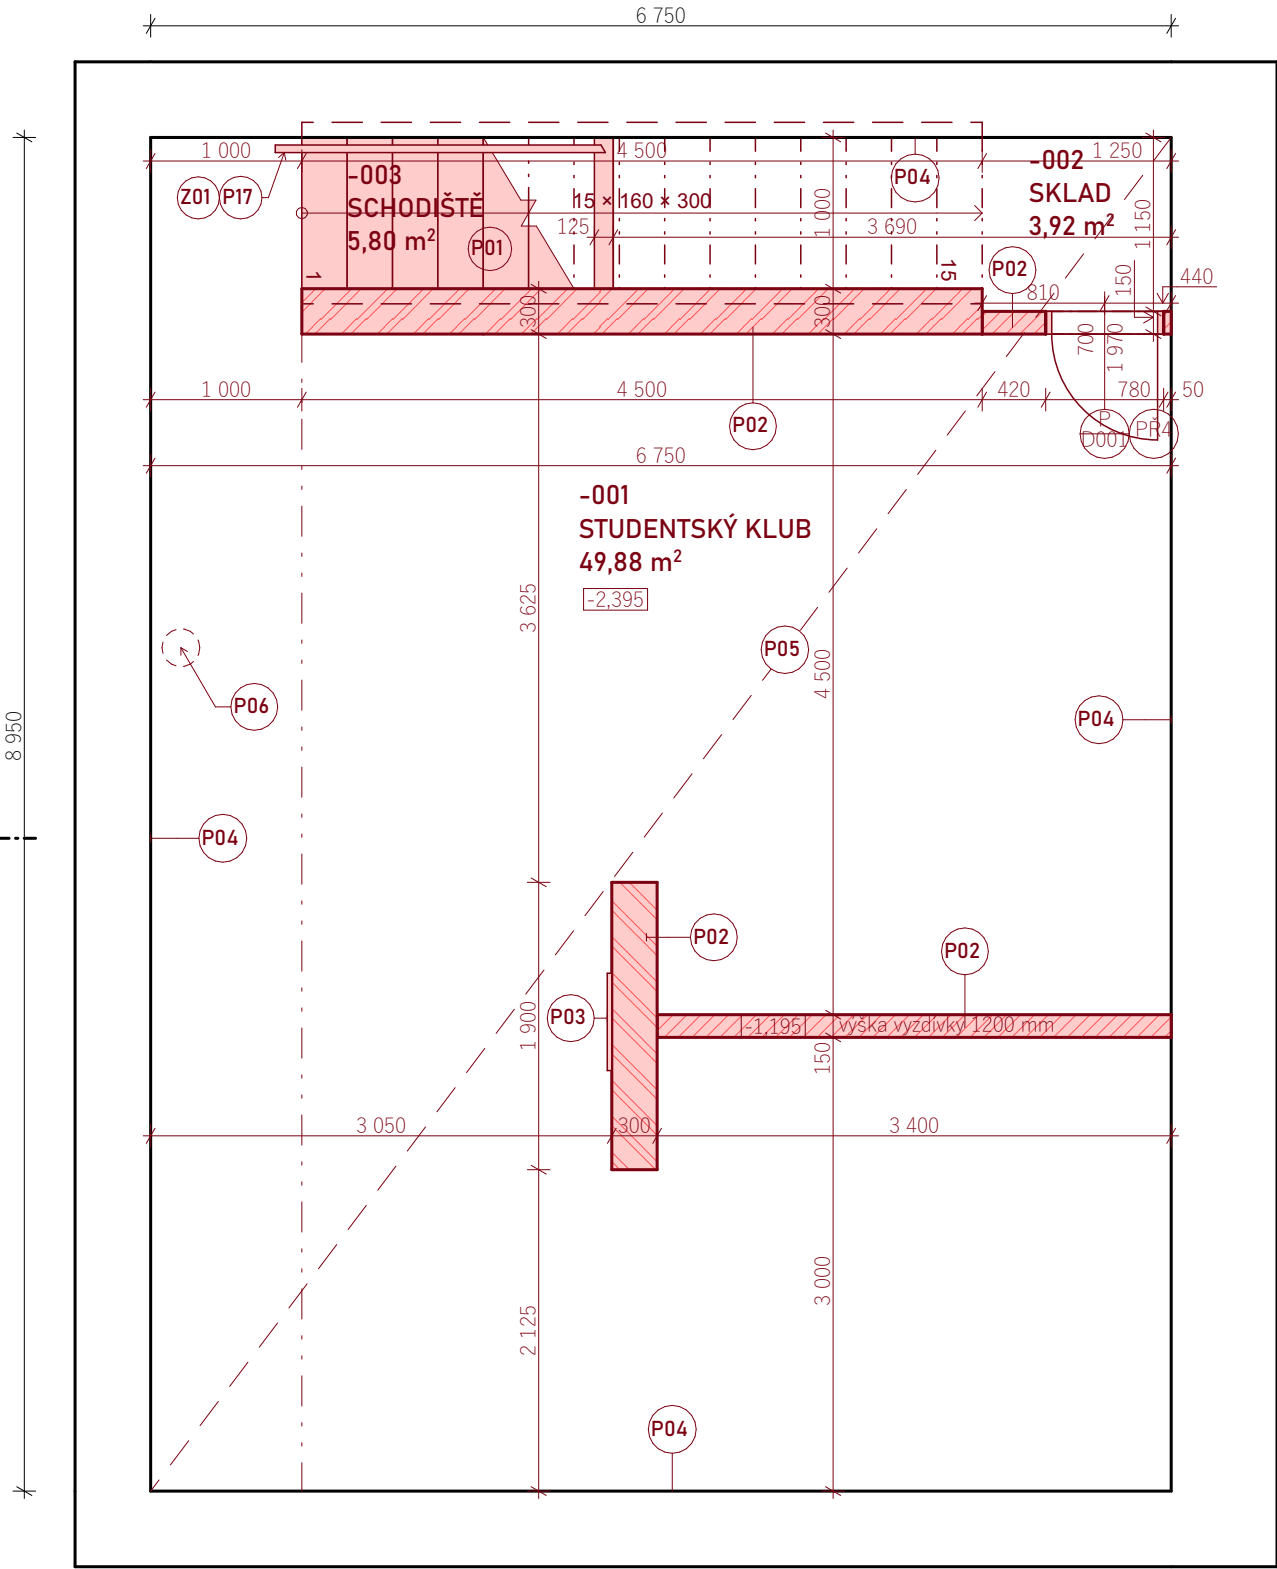 6 750
1 000
4 500
1 250
-003
SCHODIŠTĚ
5,80 m²
Z01
P17
P01
15 × 160 × 300
125
3 690
1 000
P04
-002
SKLAD
3,92 m²
1 150
150
440
P02
810
1
15
300
300
700
1 970
1 000
4 500
420
780
50
P02
P
D001
PŘ4
6 750
-001
STUDENTSKÝ KLUB
49,88 m²
-2,395
3 625
P05
4 500
P06
P04
8 950
P04
P02
P02
P03
1 900
-1,195
výška vyzdívky 1200 mm
150
3 050
300
3 400
3 000
2 125
P04